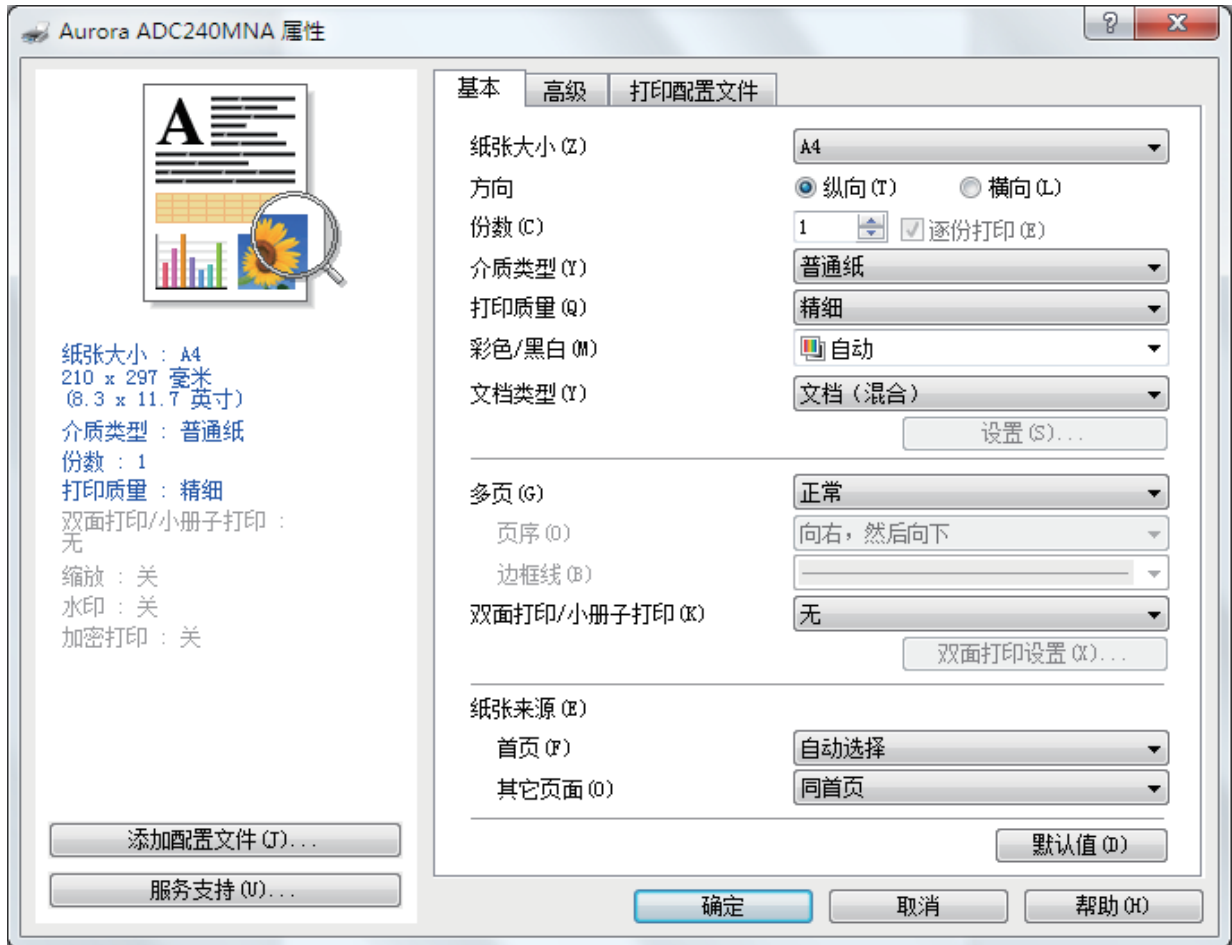 Aurora ADC240MNA 属性
A
纸张大小 : A4
210 x 297 毫米
(8.3 x 11.7 英寸)
介质类型 : 普通纸
份数 : 1
打印质量 : 精细
双面打印/小册子打印 :
无
缩放 : 关
水印 : 关
加密打印 : 关
添加配置文件(J)...
服务支持(U)...
基本 高级 打印配置文件
纸张大小(Z) A4
方向 纵向(T) 横向(L)
份数(C) 1 逐份打印(E)
介质类型(Y) 普通纸
打印质量(Q) 精细
彩色/黑白(M) 自动
文档类型(Y) 文档（混合）
设置(S)...
多页(G) 正常
页序(O) 向右，然后向下
边框线(B)
双面打印/小册子打印(K) 无
双面打印设置(X)...
纸张来源(E)
首页(F) 自动选择
其它页面(O) 同首页
默认值(D)
确定 取消 帮助(H)